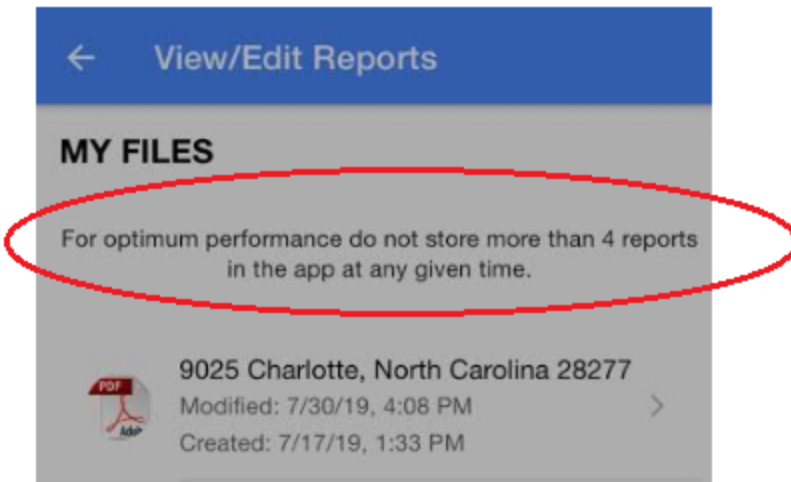 View/Edit Reports
MY FILES
For optimum performance do not store more than 4 reports
in the app at any given time.
PDF
Adobe
9025 Charlotte, North Carolina 28277
Modified: 7/30/19, 4:08 PM
Created: 7/17/19, 1:33 PM